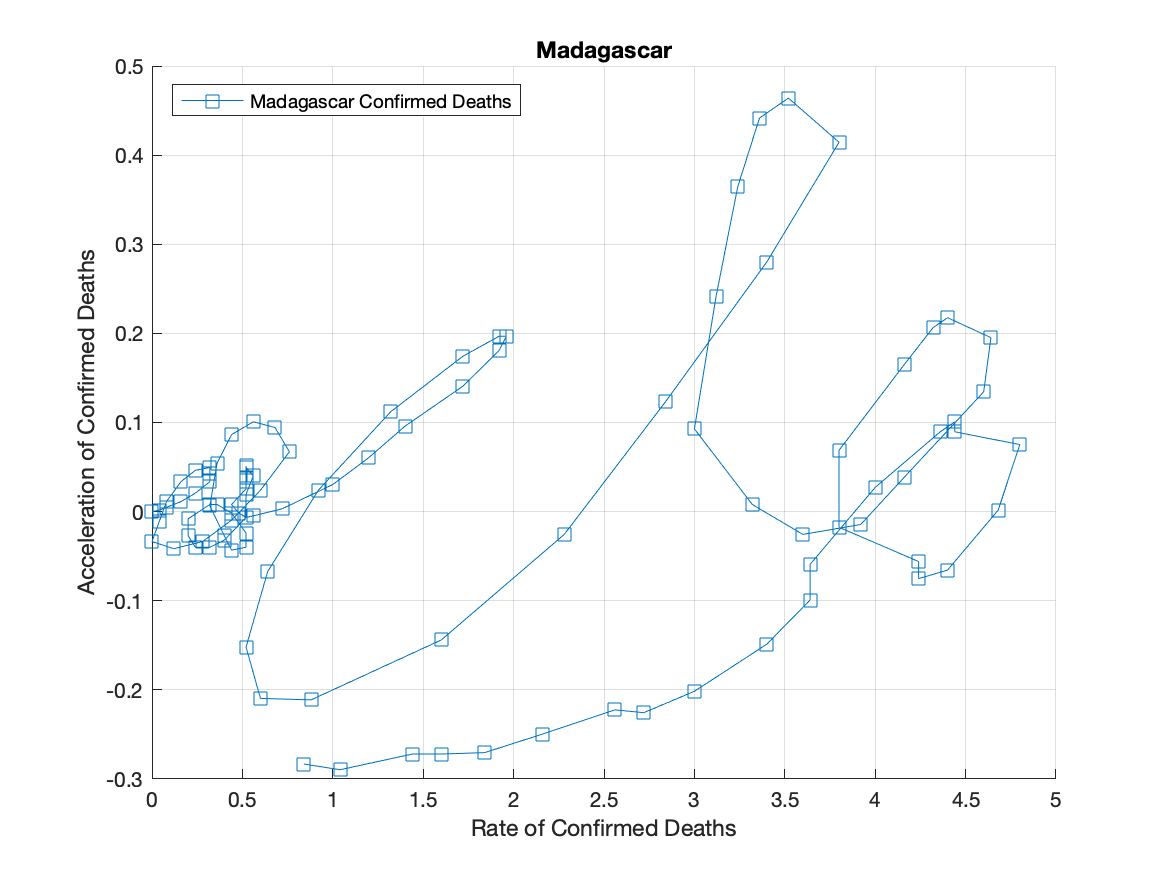 Madagascar
Madagascar Confirmed Deaths
0.5
0.4
0.3
0.2
0.1
0
-0.1
-0.2
-0.3
0 0.5 1 1.5 2 2.5 3 3.5 4 4.5 5
Rate of Confirmed Deaths
Acceleration of Confirmed Deaths